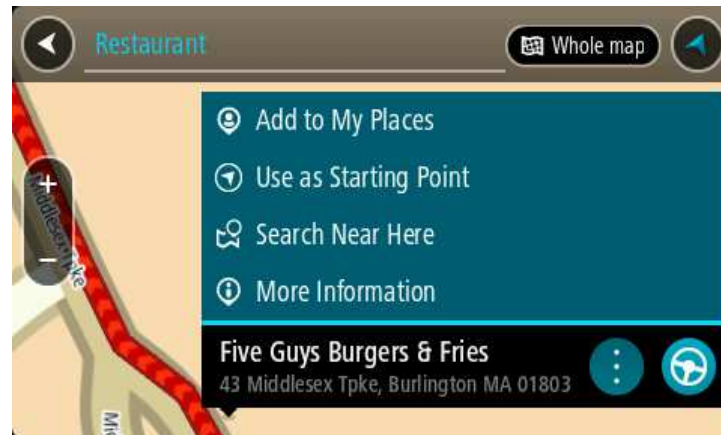 Restaurant
Whole map
Add to My Places
Use as Starting Point
Search Near Here
More Information
Five Guys Burgers & Fries
43 Middlesex Tpke, Burlington MA 01803
+
Middlesex Tpke
−
Mi